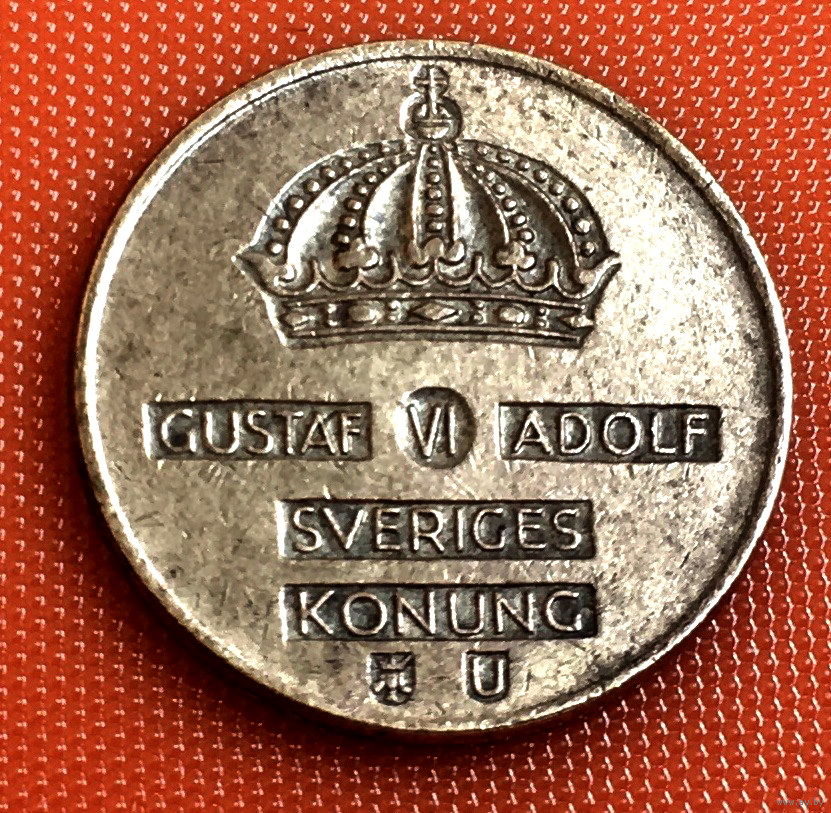 GUSTAF VI ADOLF
SVERIGES
KONUNG
U